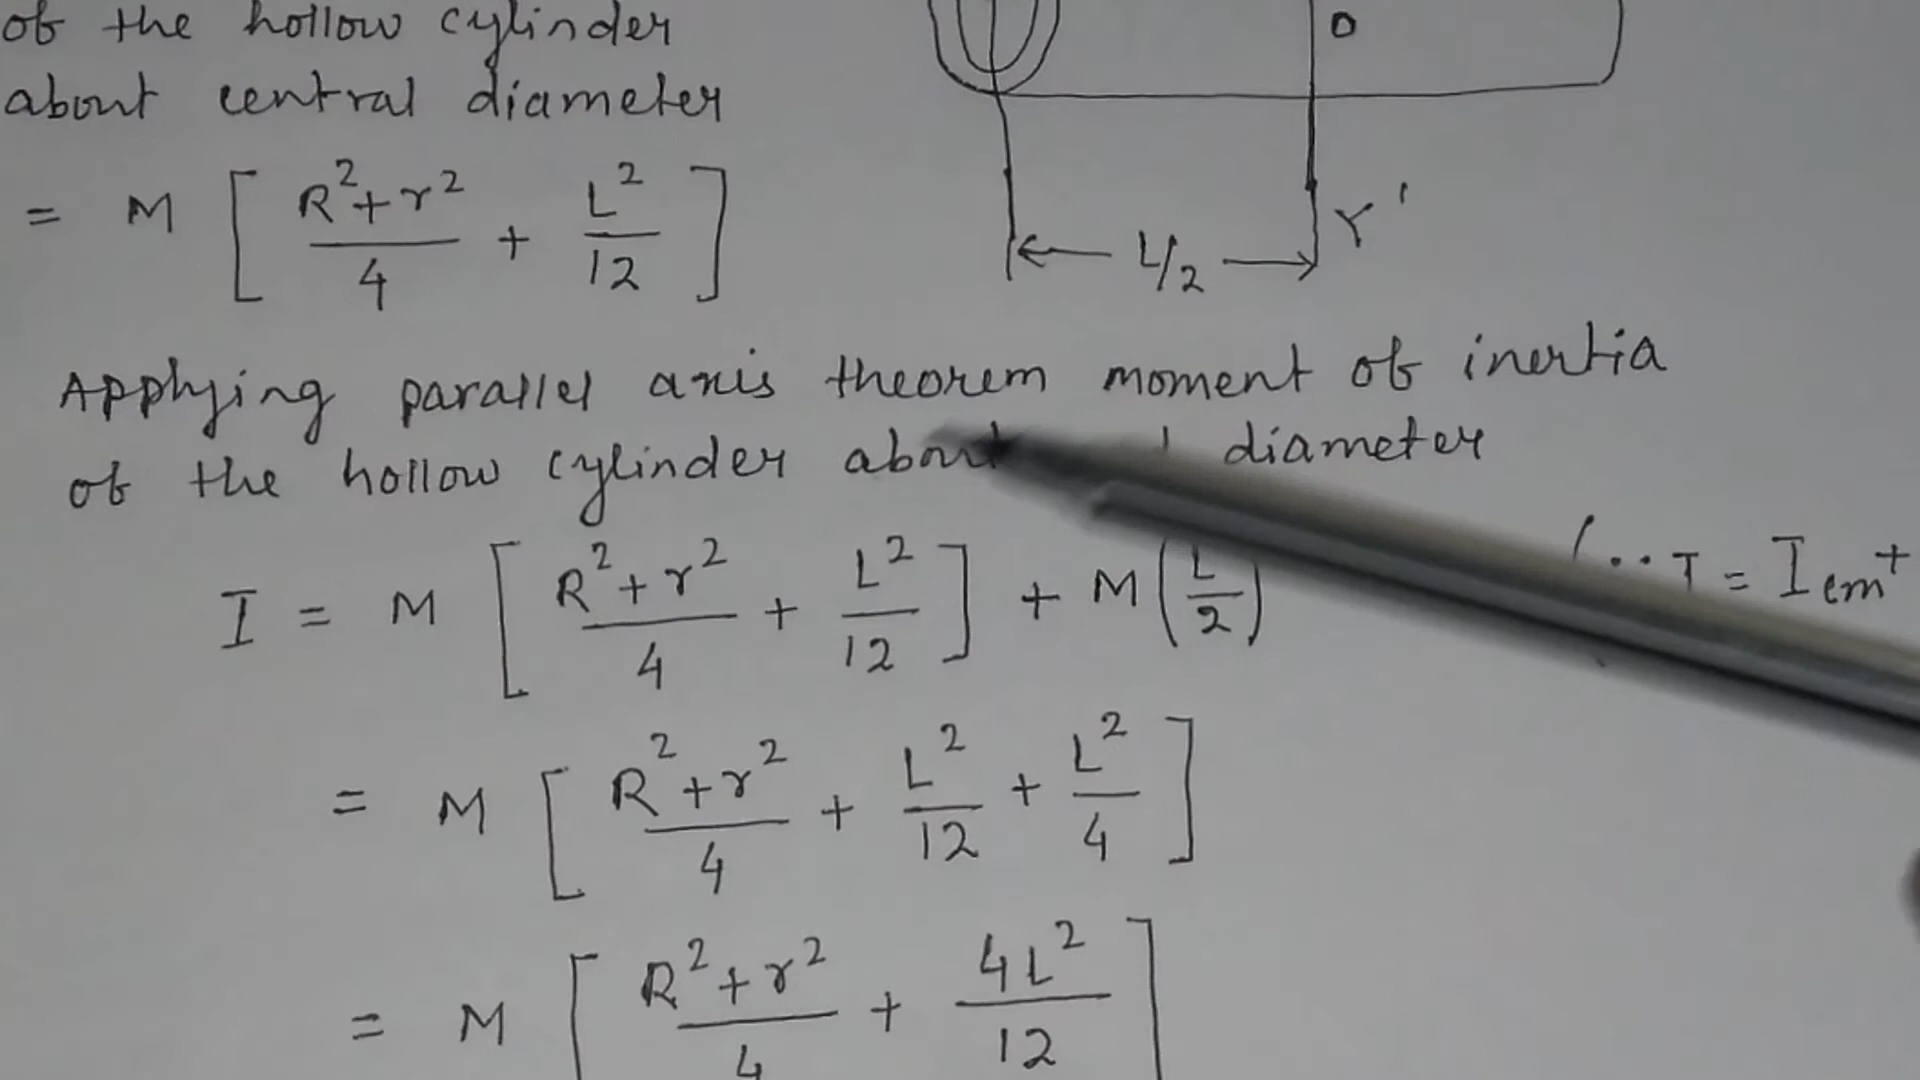 of the hollow cylinder
about central diameter
= M [ (R²+r²)/4 + L²/12 ]
O
Y'
L/2
Applying parallel axis theorem moment of inertia
of the hollow cylinder about diameter
I = M [ (R²+r²)/4 + L²/12 ] + M (L/2)
(∵ I = Icm +
= M [ (R²+r²)/4 + L²/12 + L²/4 ]
= M [ (R²+r²)/4 + 4L²/12 ]